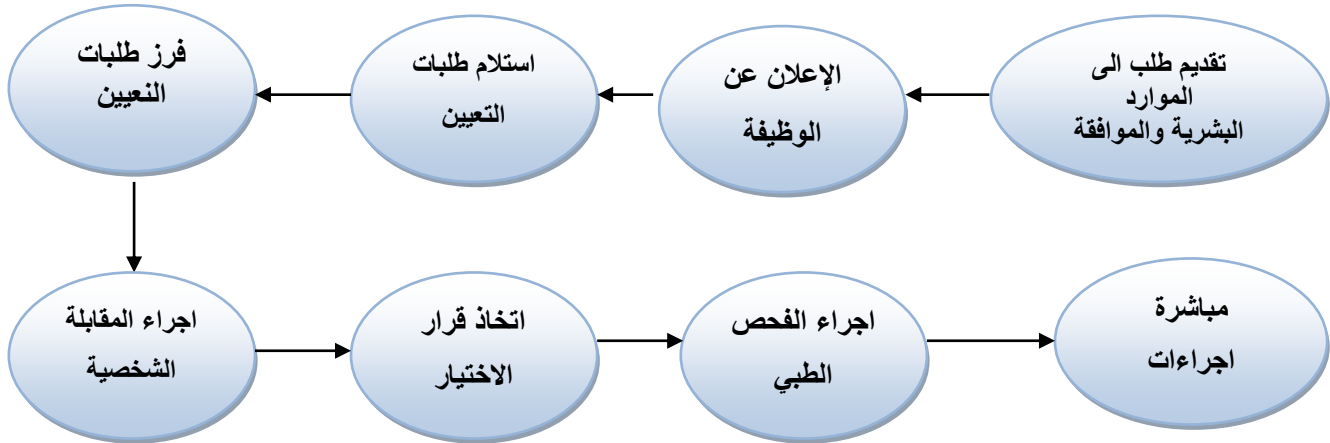 تقديم طلب الى
الموارد
البشرية والموافقة
الإعلان عن
الوظيفة
استلام طلبات
التعيين
فرز طلبات
النعيين
اجراء المقابلة
الشخصية
اتخاذ قرار
الاختيار
اجراء الفحص
الطبي
مباشرة
اجراءات